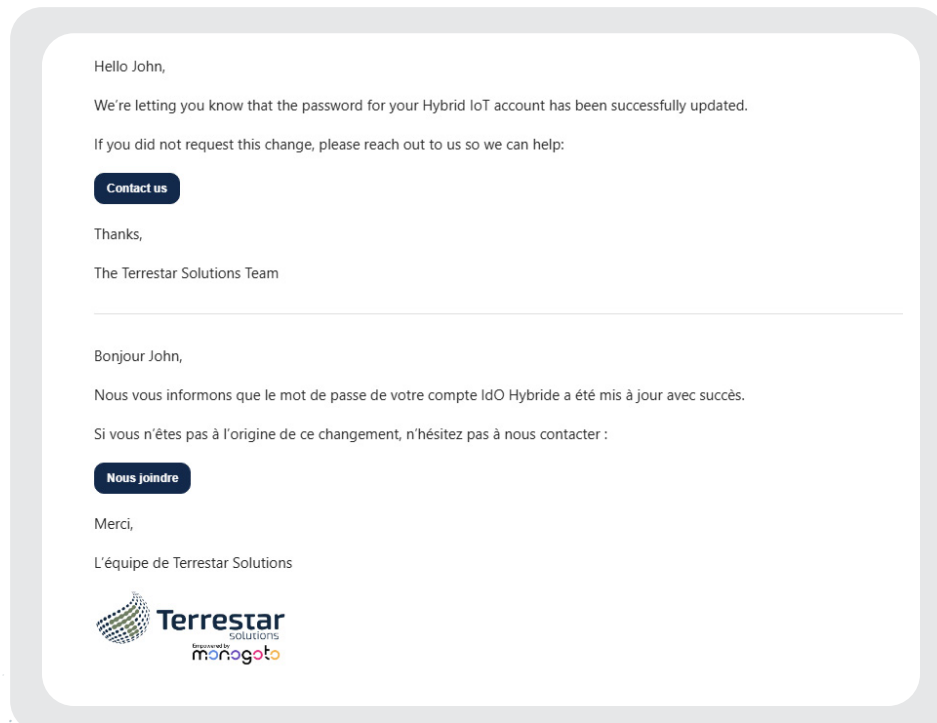 Hello John,
We're letting you know that the password for your Hybrid IoT account has been successfully updated.
If you did not request this change, please reach out to us so we can help:
Contact us
Thanks,
The Terrestar Solutions Team
Bonjour John,
Nous vous informons que le mot de passe de votre compte IdO Hybride a été mis à jour avec succès.
Si vous n'êtes pas à l'origine de ce changement, n'hésitez pas à nous contacter :
Nous joindre
Merci,
L'équipe de Terrestar Solutions
Terrestar
solutions
Empowered by
monogoto